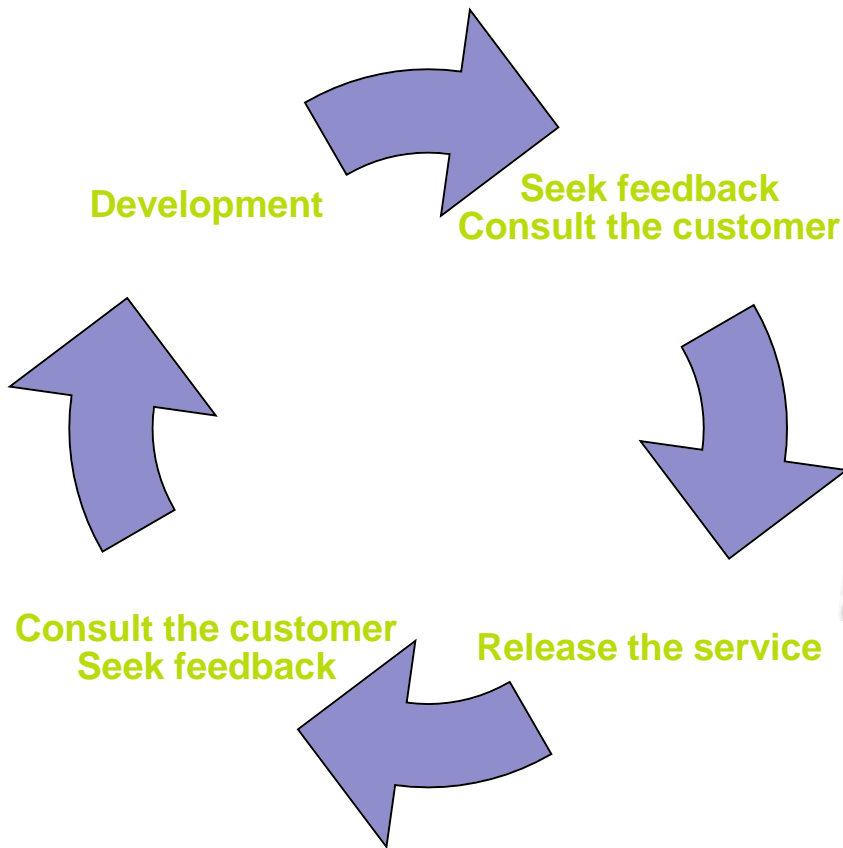 Development
Seek feedback
Consult the customer
Release the service
Consult the customer
Seek feedback